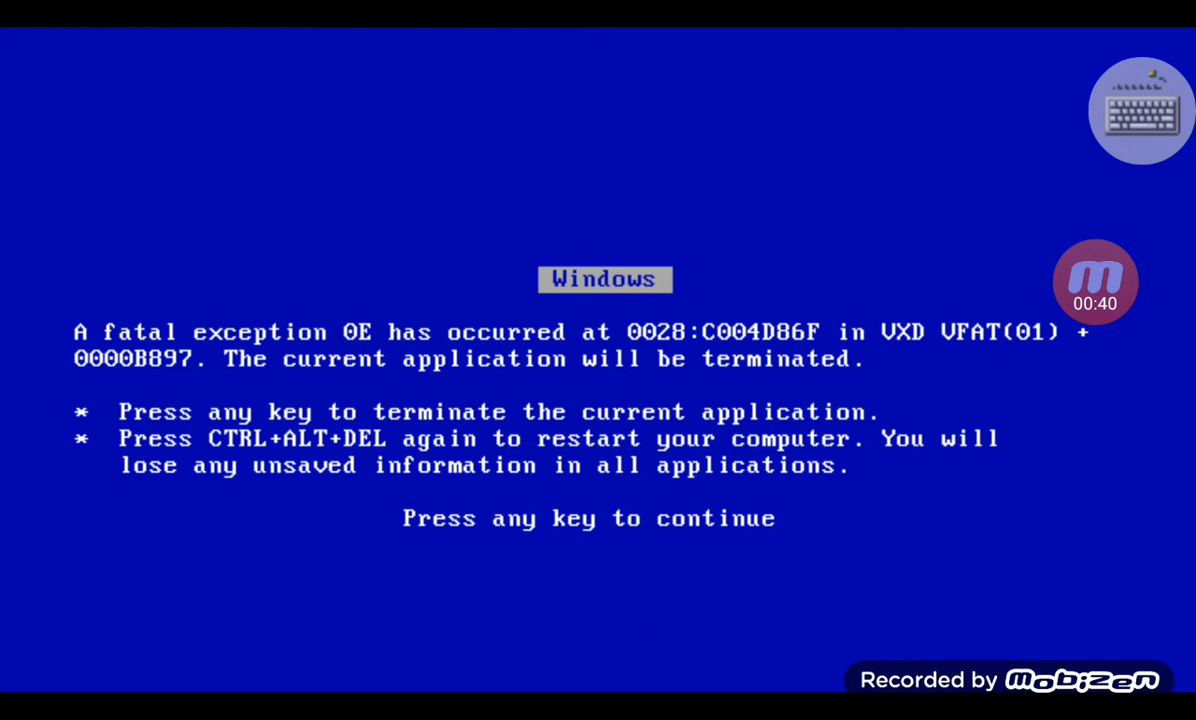 Windows
00:40
A fatal exception 0E has occurred at 0028:C004D86F in VXD VFAT(01) +
0000B897. The current application will be terminated.
* Press any key to terminate the current application.
* Press CTRL+ALT+DEL again to restart your computer. You will
lose any unsaved information in all applications.
Press any key to continue
Recorded by mobizen